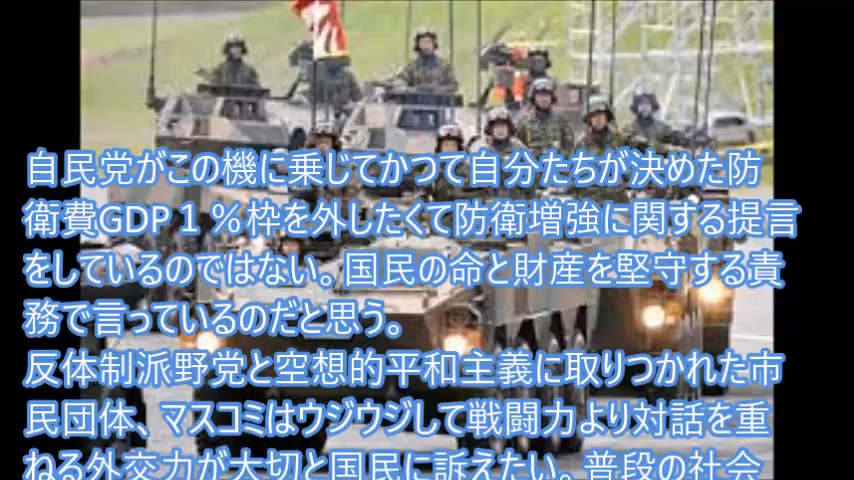 自民党がこの機に乗じてかつて自分たちが決めた防
衛費GDP１％枠を外したくて防衛増強に関する提言
をしているのではない。国民の命と財産を堅守する責
務で言っているのだと思う。
反体制派野党と空想的平和主義に取りつかれた市
民団体、マスコミはウジウジして戦闘力より対話を重
ねる外交力が大切と国民に訴えたい。普段の社会